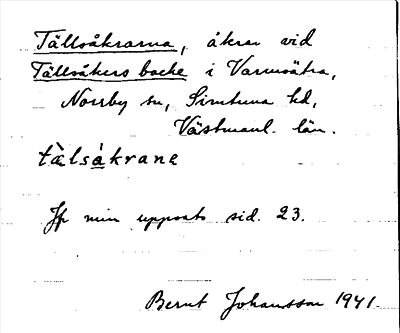 Tällsåkrarna, åkrar vid
Tällsåkers backe i Varmsätra,
Norrby sn, Simtuna hd,
Västmanl. län.
tὰlsåkrane
Jfr min uppsats sid. 23.
Bernt Johansson 1941.